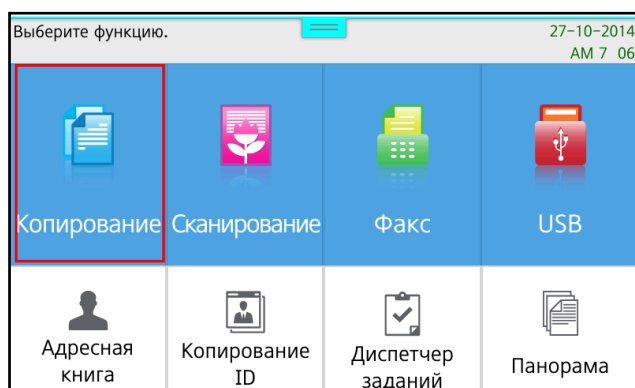 Выберите функцию.
27-10-2014
AM 7 06
Копирование
Сканирование
Факс
USB
Адресная
книга
Копирование
ID
Диспетчер
заданий
Панорама